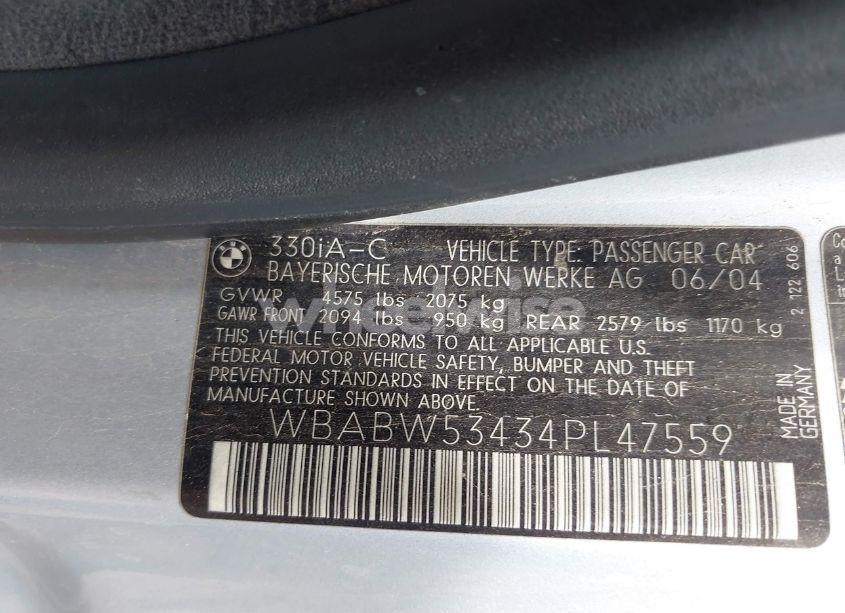 330iA-C VEHICLE TYPE: PASSENGER CAR
BAYERISCHE MOTOREN WERKE AG 06/04
GVWR 4575 lbs 2075 kg
GAWR FRONT 2094 lbs 950 kg REAR 2579 lbs 1170 kg
THIS VEHICLE CONFORMS TO ALL APPLICABLE U.S.
FEDERAL MOTOR VEHICLE SAFETY, BUMPER AND THEFT
PREVENTION STANDARDS IN EFFECT ON THE DATE OF
MANUFACTURE SHOWN ABOVE.
WBABW53434PL47559
MADE IN
GERMANY
2 122 606
wheelwise
Co
a
L
in